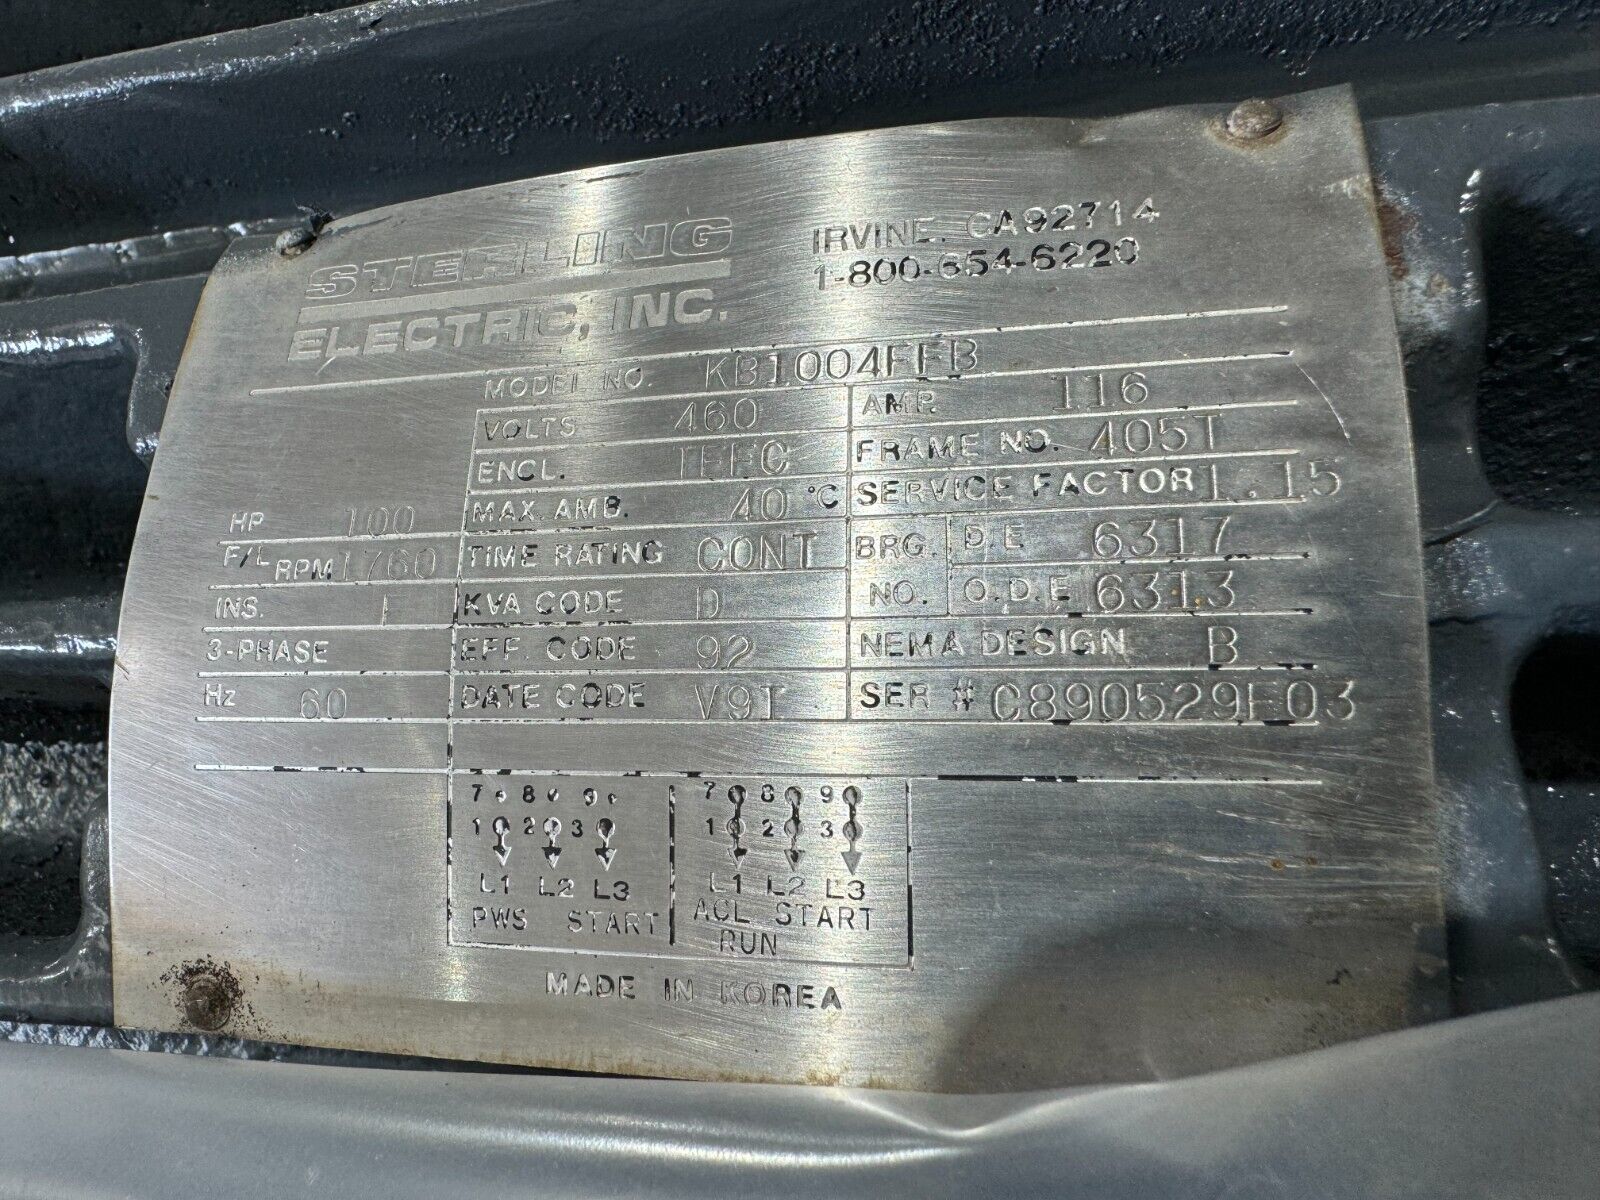 STERLING
ELECTRIC, INC.
IRVINE, CA92714
1-800-654-6220
MODEL NO. KB1004FFB
VOLTS 460 AMP. 116
ENCL. TEFC FRAME NO. 405T
MAX. AMB. 40 °C SERVICE FACTOR 1.15
HP 100
TIME RATING CONT BRG. D.E 6317
F/L RPM 1760
KVA CODE D NO. O.D.E 6313
INS.
EFF. CODE 92 NEMA DESIGN B
3-PHASE
DATE CODE SER #
Hz 60
7 8 9 7 8 9
1 2 3 1 2 3
L1 L2 L3 L1 L2 L3
PWS START ACL START
RUN
MADE IN KOREA